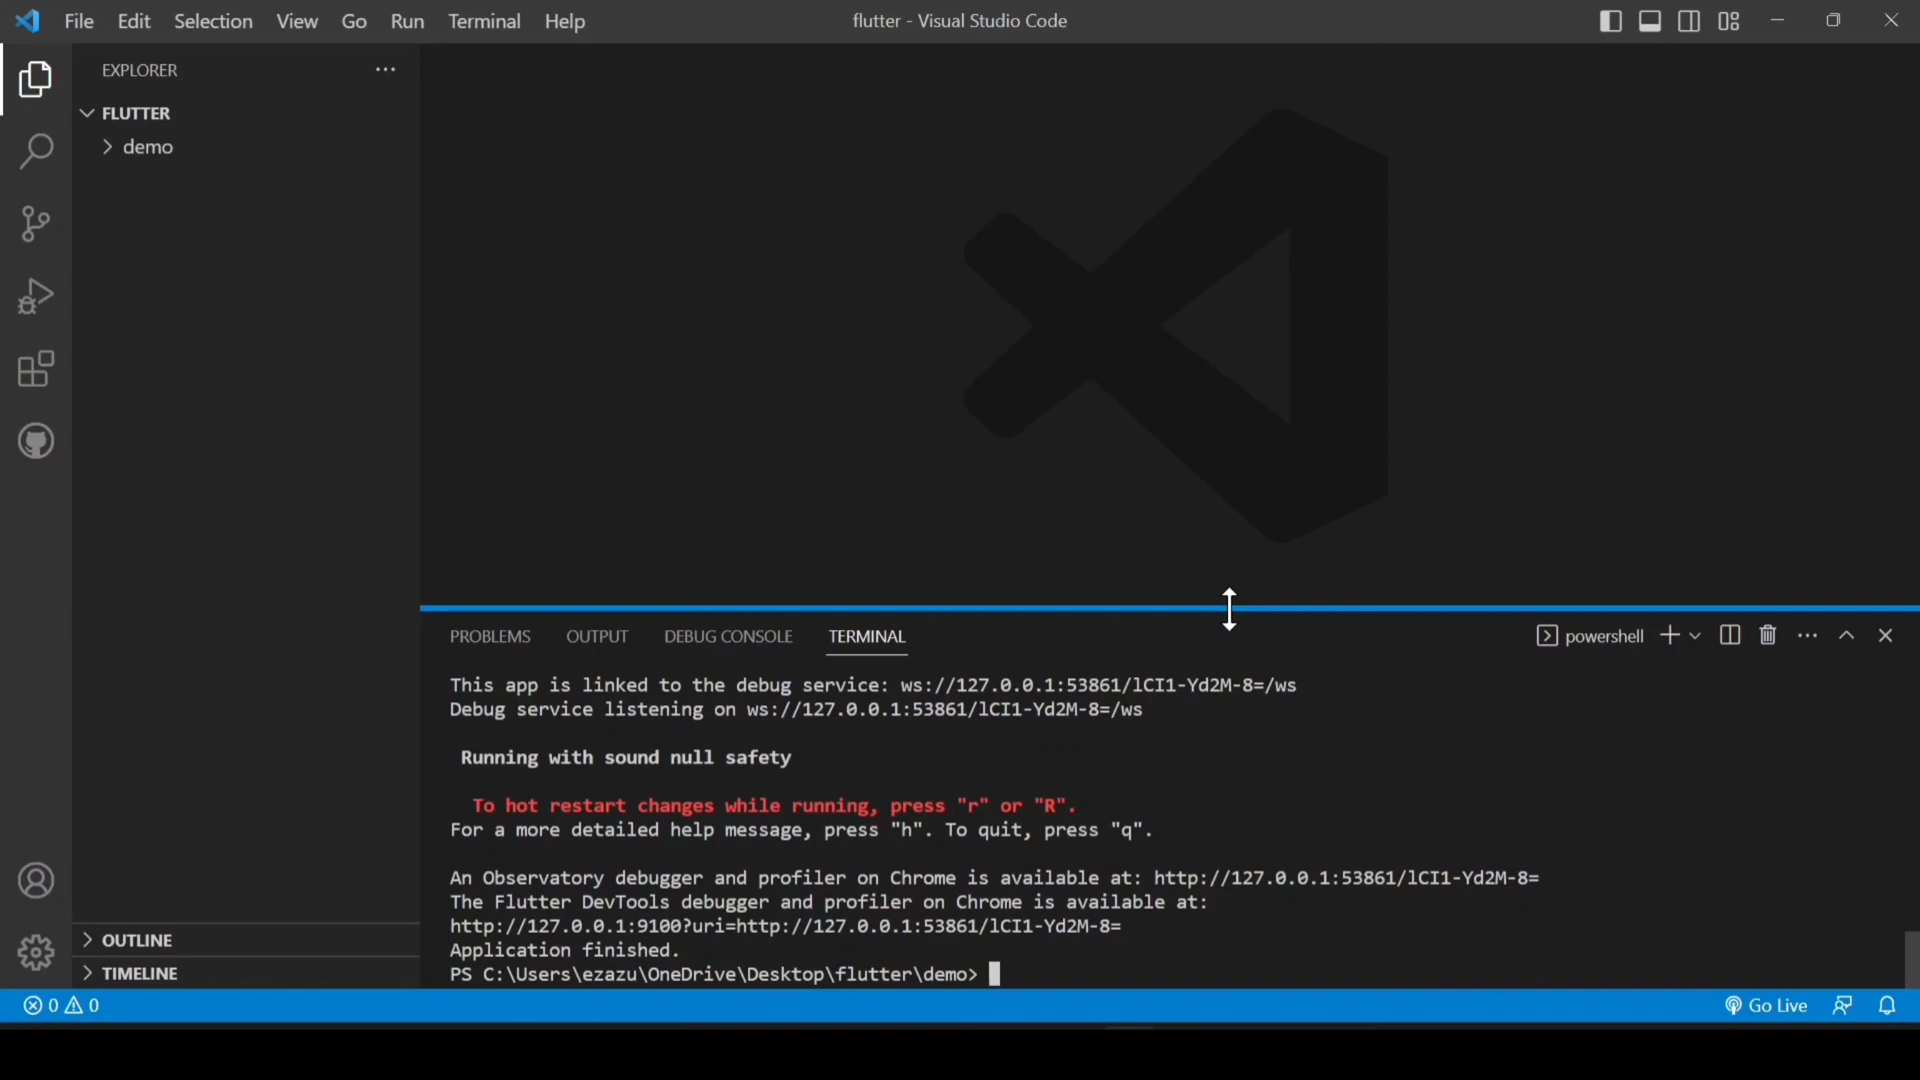 File Edit Selection View Go Run Terminal Help
flutter - Visual Studio Code
EXPLORER
FLUTTER
demo
OUTLINE
TIMELINE
PROBLEMS OUTPUT DEBUG CONSOLE TERMINAL
powershell
This app is linked to the debug service: ws://127.0.0.1:53861/lCI1-Yd2M-8=/ws
Debug service listening on ws://127.0.0.1:53861/lCI1-Yd2M-8=/ws
Running with sound null safety
To hot restart changes while running, press "r" or "R".
For a more detailed help message, press "h". To quit, press "q".
An Observatory debugger and profiler on Chrome is available at: http://127.0.0.1:53861/lCI1-Yd2M-8=
The Flutter DevTools debugger and profiler on Chrome is available at:
http://127.0.0.1:9100?uri=http://127.0.0.1:53861/lCI1-Yd2M-8=
Application finished.
PS C:\Users\ezazu\OneDrive\Desktop\flutter\demo>
0 0
Go Live